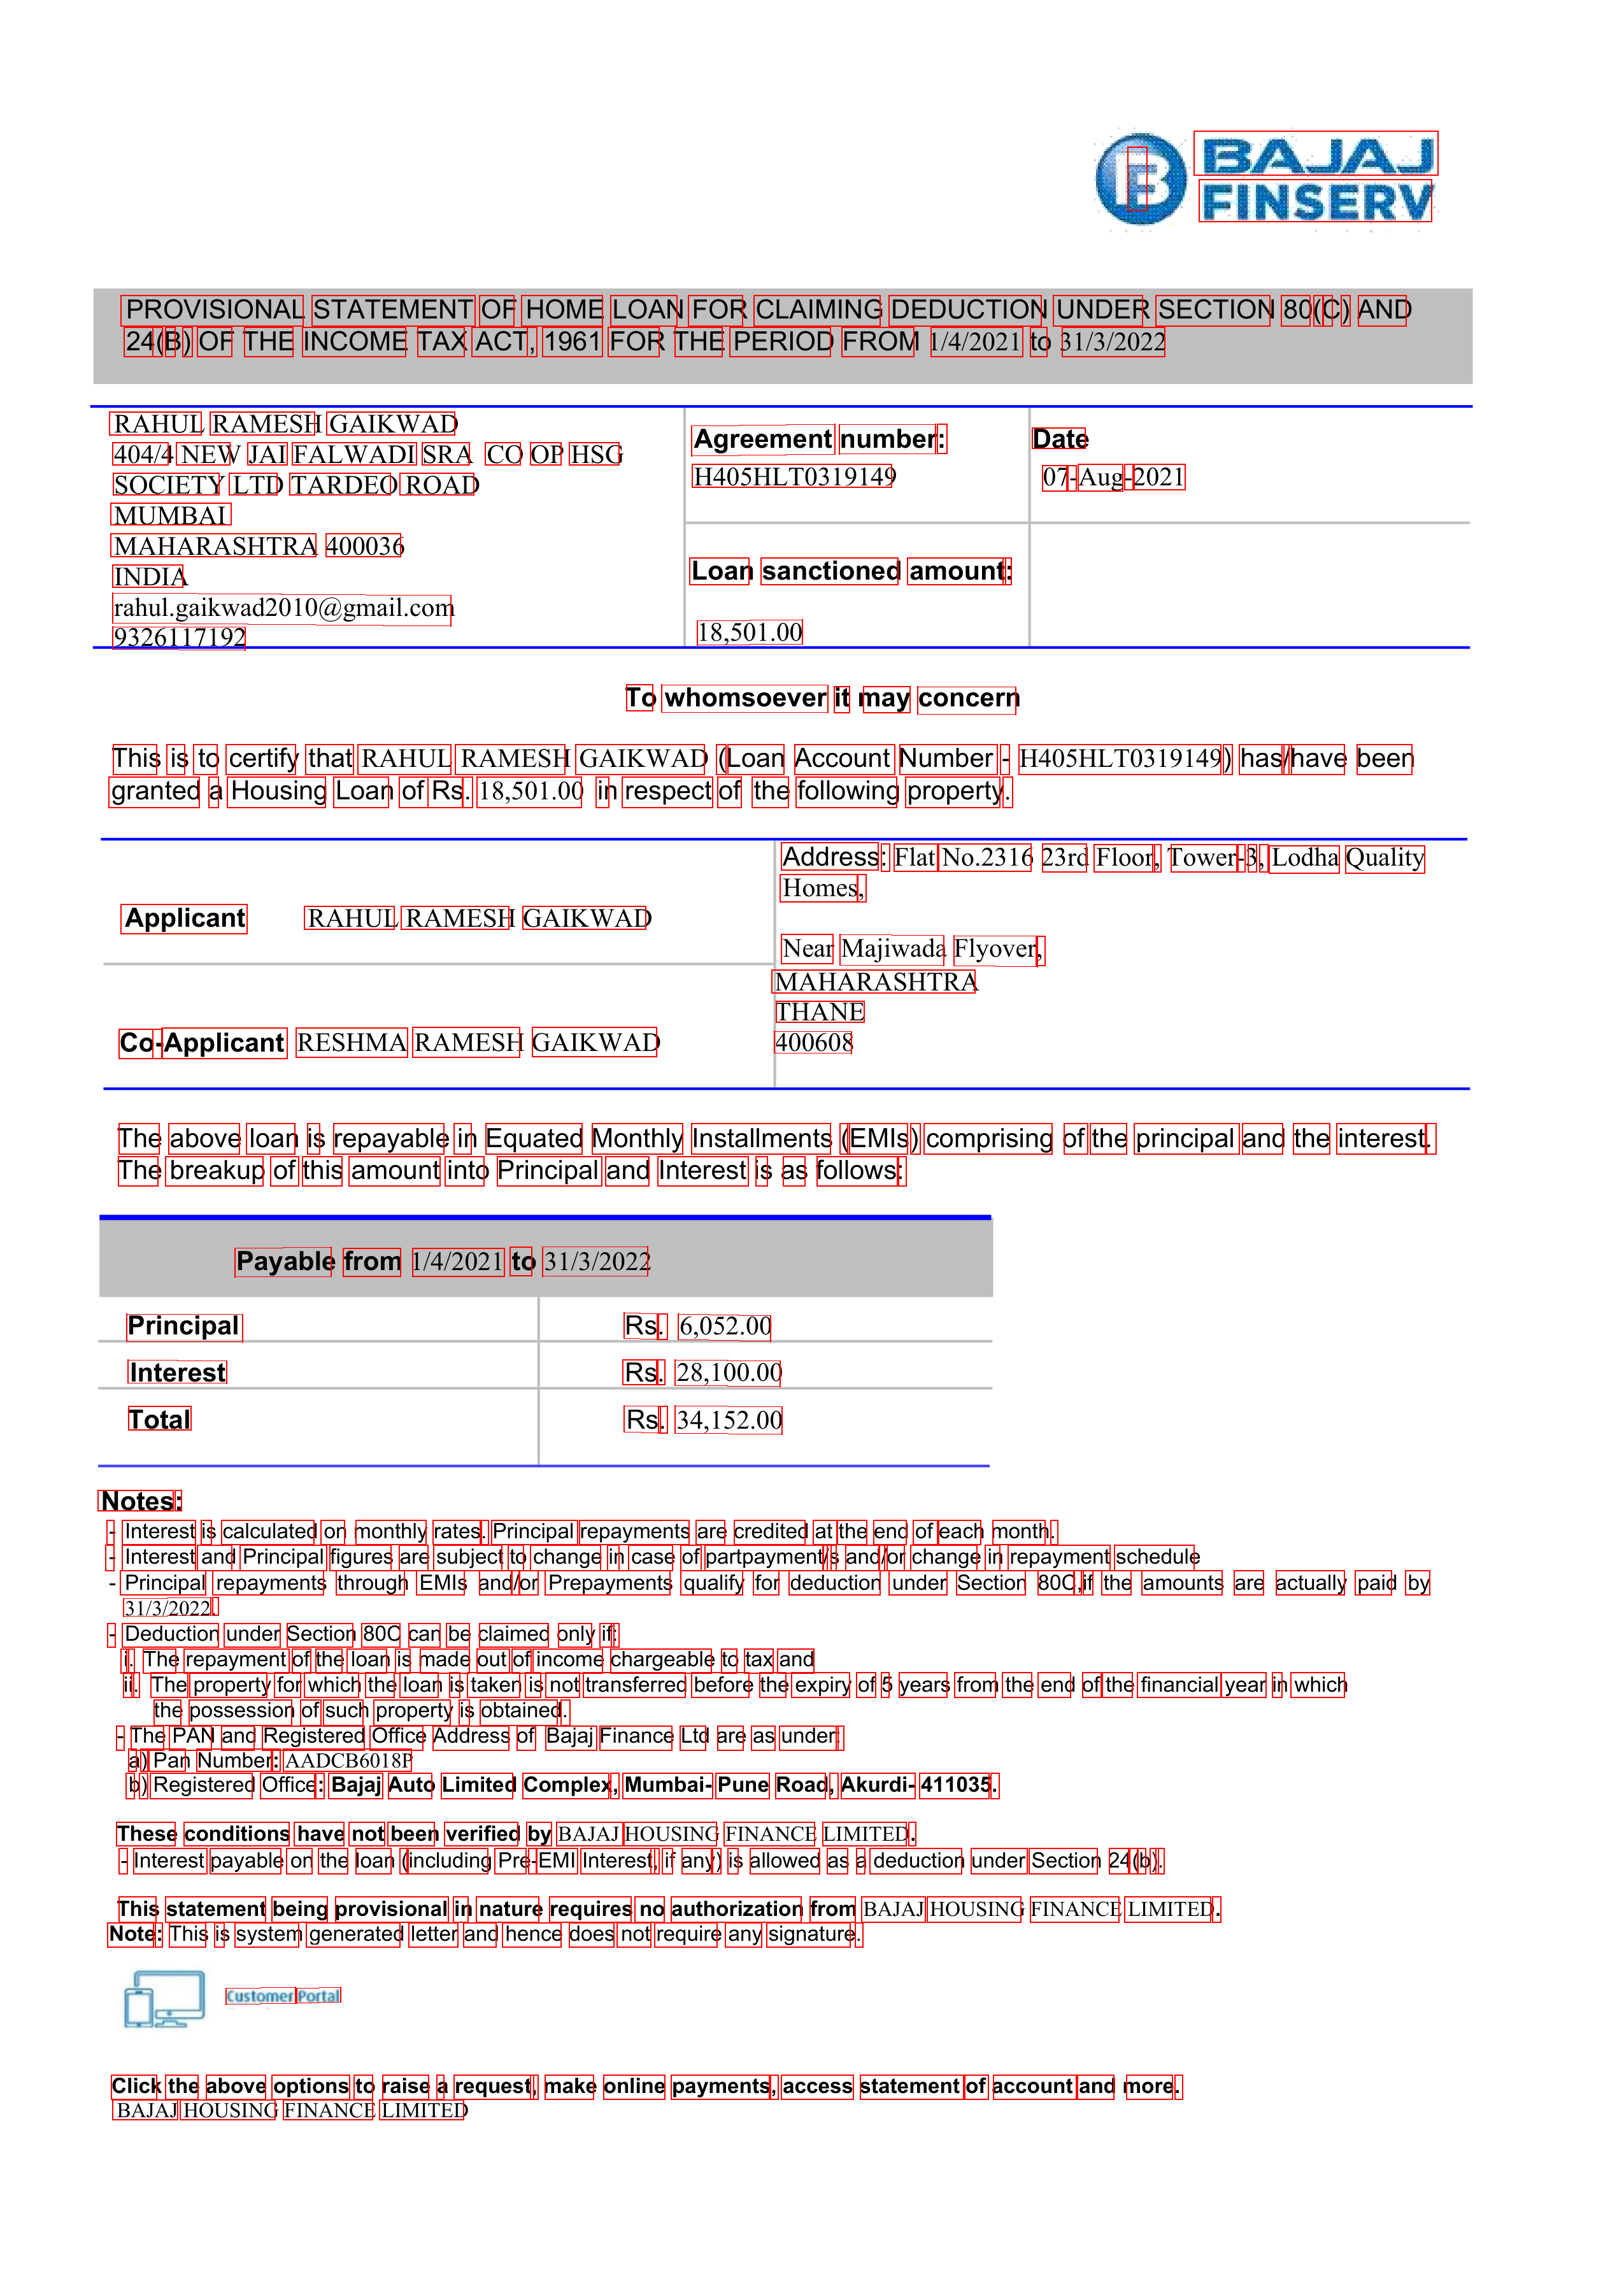 BAJAJ
FINSERV
PROVISIONAL STATEMENT OF HOME LOAN FOR CLAIMING DEDUCTION UNDER SECTION 80(C) AND
24(B) OF THE INCOME TAX ACT, 1961 FOR THE PERIOD FROM 1/4/2021 to 31/3/2022
RAHUL RAMESH GAIKWAD
404/4 NEW JAI FALWADI SRA CO OP HSG
SOCIETY LTD TARDEO ROAD
MUMBAI
MAHARASHTRA 400036
INDIA
rahul.gaikwad2010@gmail.com
9326117192
Agreement number:
H405HLT0319149
Date
07-Aug-2021
Loan sanctioned amount:
18,501.00
To whomsoever it may concern
This is to certify that RAHUL RAMESH GAIKWAD (Loan Account Number - H405HLT0319149) has/have been
granted a Housing Loan of Rs. 18,501.00 in respect of the following property.
Applicant RAHUL RAMESH GAIKWAD
Co-Applicant RESHMA RAMESH GAIKWAD
Address: Flat No.2316 23rd Floor, Tower-3, Lodha Quality
Homes,
Near Majiwada Flyover,
MAHARASHTRA
THANE
400608
The above loan is repayable in Equated Monthly Installments (EMIs) comprising of the principal and the interest.
The breakup of this amount into Principal and Interest is as follows:
Payable from 1/4/2021 to 31/3/2022
Principal Rs. 6,052.00
Interest Rs. 28,100.00
Total Rs. 34,152.00
Notes:
- Interest is calculated on monthly rates. Principal repayments are credited at the end of each month.
- Interest and Principal figures are subject to change in case of partpayment/s and/or change in repayment schedule
- Principal repayments through EMIs and/or Prepayments qualify for deduction under Section 80C,if the amounts are actually paid by
31/3/2022.
- Deduction under Section 80C can be claimed only if:
i. The repayment of the loan is made out of income chargeable to tax and
ii. The property for which the loan is taken is not transferred before the expiry of 5 years from the end of the financial year in which
the possession of such property is obtained.
- The PAN and Registered Office Address of Bajaj Finance Ltd are as under:
a) Pan Number: AADCB6018P
b) Registered Office: Bajaj Auto Limited Complex, Mumbai- Pune Road, Akurdi- 411035.
These conditions have not been verified by BAJAJ HOUSING FINANCE LIMITED.
- Interest payable on the loan (including Pre-EMI Interest, if any) is allowed as a deduction under Section 24(b).
This statement being provisional in nature requires no authorization from BAJAJ HOUSING FINANCE LIMITED.
Note: This is system generated letter and hence does not require any signature.
Customer Portal
Click the above options to raise a request, make online payments, access statement of account and more.
BAJAJ HOUSING FINANCE LIMITED